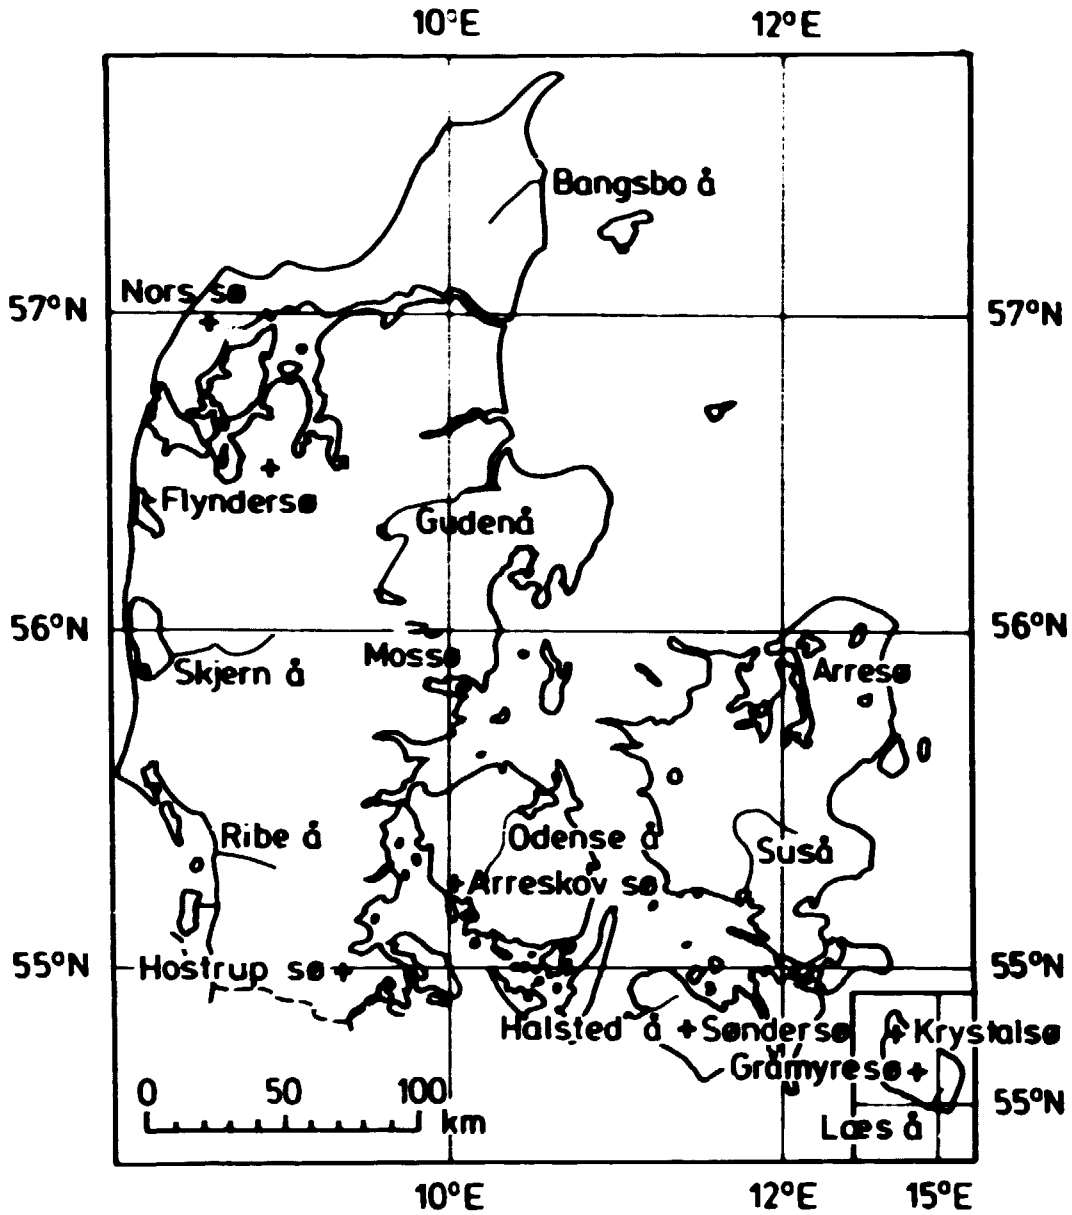 10°E 12°E
Bangsbo å
Nors sø
57°N 57°N
Flyndersø
Gudenå
56°N 56°N
Mossø
Skjern å Arresø
Ribe å Odense å Suså
Arreskov sø
55°N Hostrup sø 55°N
Halsted å Søndersø Krystalsø
Gråmyresø
0 50 100
km
55°N
Læs å
10°E 12°E 15°E